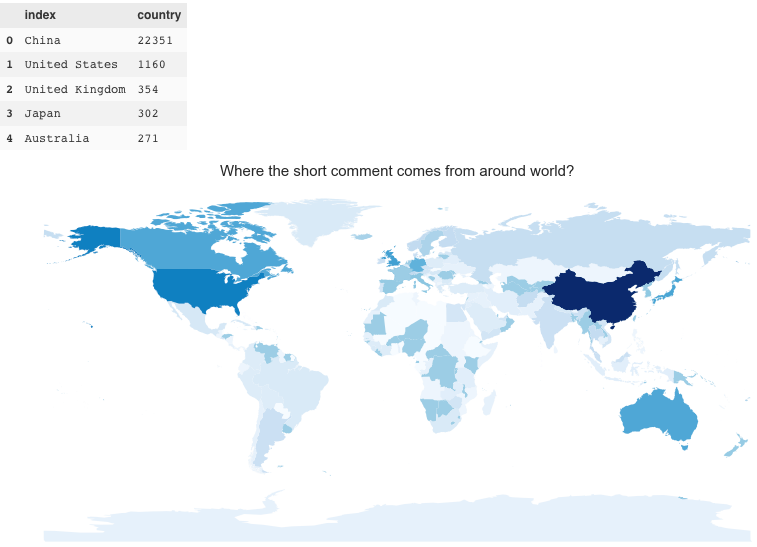 index country
0 China 22351
1 United States 1160
2 United Kingdom 354
3 Japan 302
4 Australia 271
Where the short comment comes from around world?